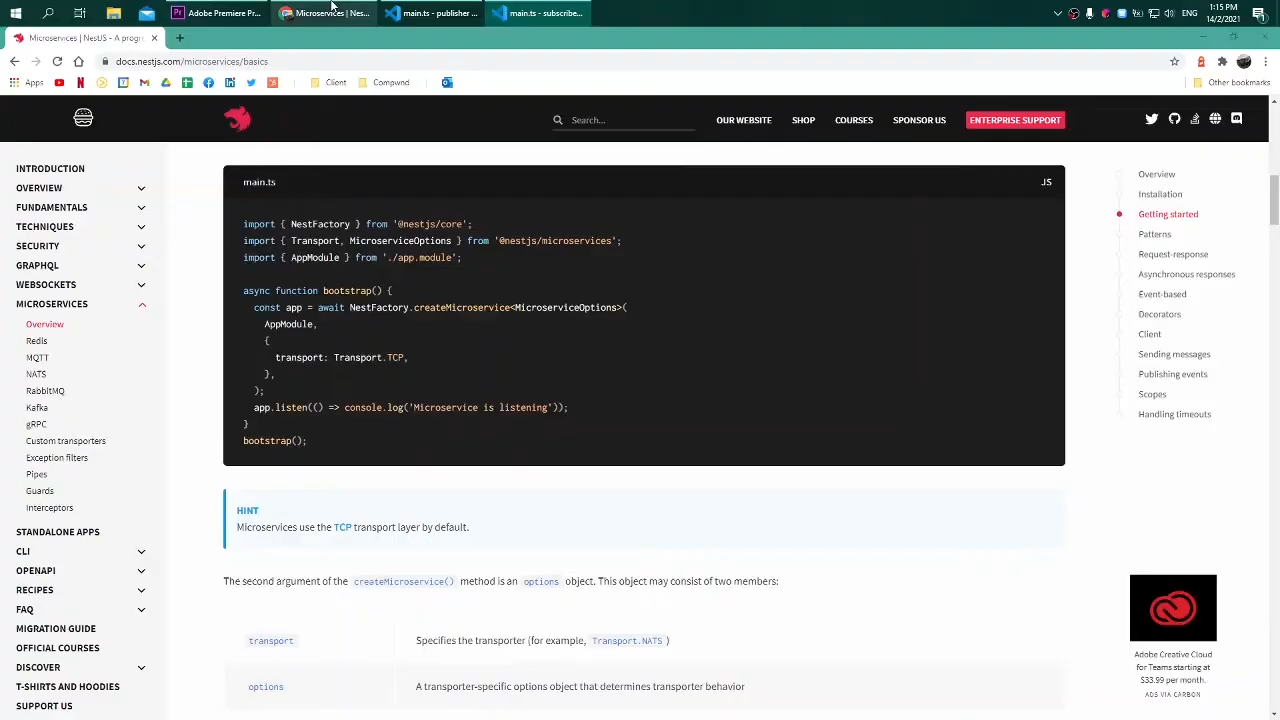 Adobe Premiere Pr...
Microservices | Nes...
main.ts - publisher ...
main.ts - subscribe...
ENG
1:15 PM
14/2/2021
Microservices | NestJS - A progre
docs.nestjs.com/microservices/basics
Apps
Client
Compwnd
Other bookmarks
Search...
OUR WEBSITE
SHOP
COURSES
SPONSOR US
ENTERPRISE SUPPORT
INTRODUCTION
OVERVIEW
FUNDAMENTALS
TECHNIQUES
SECURITY
GRAPHQL
WEBSOCKETS
MICROSERVICES
Overview
Redis
MQTT
NATS
RabbitMQ
Kafka
gRPC
Custom transporters
Exception filters
Pipes
Guards
Interceptors
STANDALONE APPS
CLI
OPENAPI
RECIPES
FAQ
MIGRATION GUIDE
OFFICIAL COURSES
DISCOVER
T-SHIRTS AND HOODIES
SUPPORT US
main.ts
JS
import { NestFactory } from '@nestjs/core';
import { Transport, MicroserviceOptions } from '@nestjs/microservices';
import { AppModule } from './app.module';
async function bootstrap() {
const app = await NestFactory.createMicroservice<MicroserviceOptions>(
AppModule,
{
transport: Transport.TCP,
},
);
app.listen(() => console.log('Microservice is listening'));
}
bootstrap();
HINT
Microservices use the TCP transport layer by default.
The second argument of the createMicroservice() method is an options object. This object may consist of two members:
transport Specifies the transporter (for example, Transport.NATS )
options A transporter-specific options object that determines transporter behavior
Overview
Installation
Getting started
Patterns
Request-response
Asynchronous responses
Event-based
Decorators
Client
Sending messages
Publishing events
Scopes
Handling timeouts
Adobe Creative Cloud
for Teams starting at
$33.99 per month.
ADS VIA CARBON